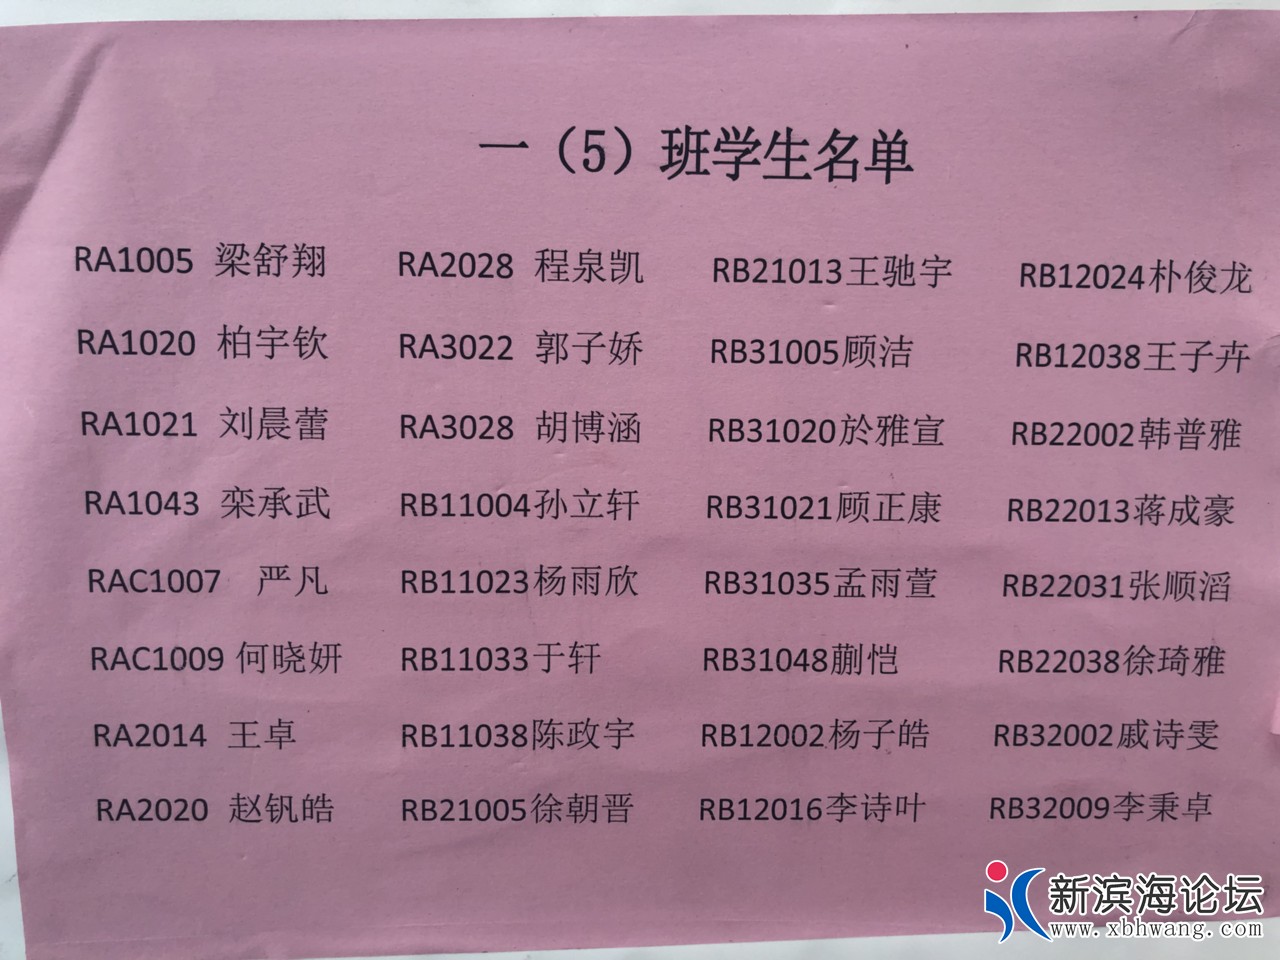 一（5）班学生名单
RA1005 梁舒翔 RA2028 程泉凯 RB21013王驰宇 RB12024朴俊龙
RA1020 柏宇钦 RA3022 郭子娇 RB31005顾洁 RB12038王子卉
RA1021 刘晨蕾 RA3028 胡博涵 RB31020於雅宣 RB22002韩普雅
RA1043 栾承武 RB11004孙立轩 RB31021顾正康 RB22013蒋成豪
RAC1007 严凡 RB11023杨雨欣 RB31035孟雨萱 RB22031张顺滔
RAC1009 何晓妍 RB11033于轩 RB31048蒯恺 RB22038徐琦雅
RA2014 王卓 RB11038陈政宇 RB12002杨子皓 RB32002戚诗雯
RA2020 赵钒皓 RB21005徐朝晋 RB12016李诗叶 RB32009李秉卓
新滨海论坛
www.xbhwang.com